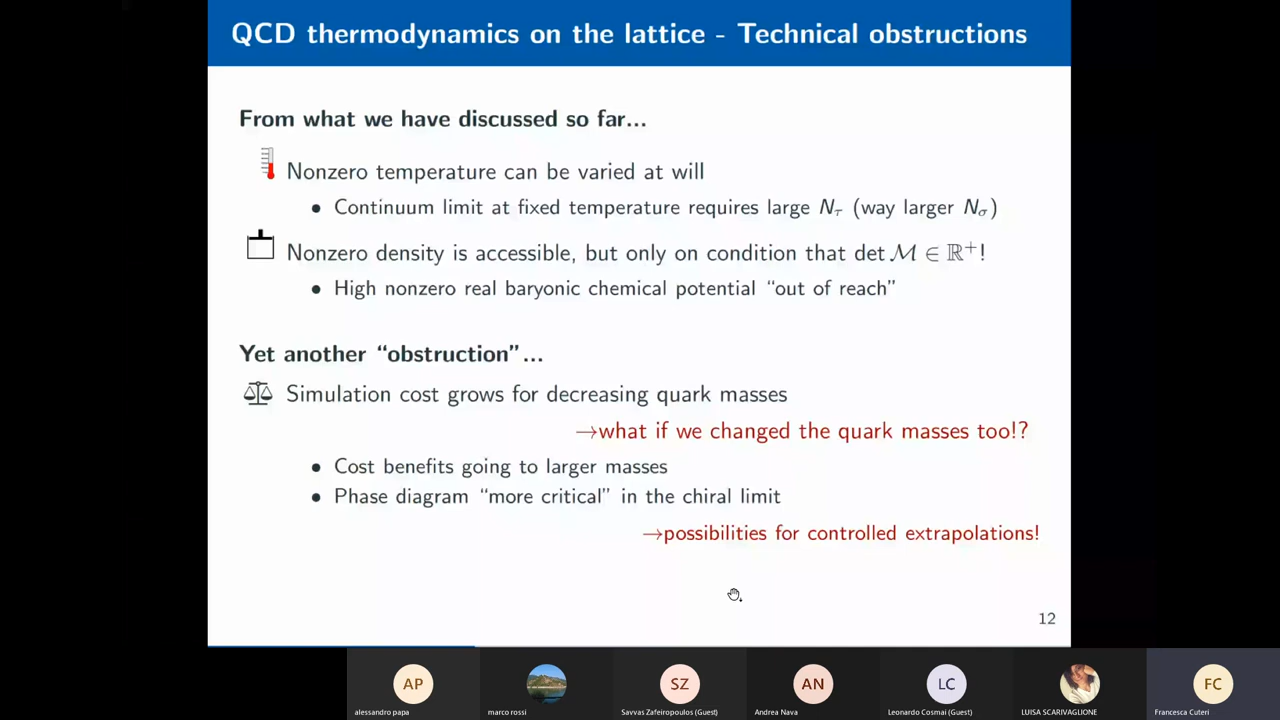 QCD thermodynamics on the lattice - Technical obstructions
From what we have discussed so far...
Nonzero temperature can be varied at will
• Continuum limit at fixed temperature requires large Nτ (way larger Nσ)
Nonzero density is accessible, but only on condition that det ℳ ∈ ℝ⁺!
• High nonzero real baryonic chemical potential “out of reach”
Yet another “obstruction”...
Simulation cost grows for decreasing quark masses
→what if we changed the quark masses too!?
• Cost benefits going to larger masses
• Phase diagram “more critical” in the chiral limit
→possibilities for controlled extrapolations!
12
AP
SZ
AN
LC
FC
alessandro papa
marco rossi
Savvas Zafeiropoulos (Guest)
Andrea Nava
Leonardo Cosmai (Guest)
LUISA SCARIVAGLIONE
Francesca Cuteri